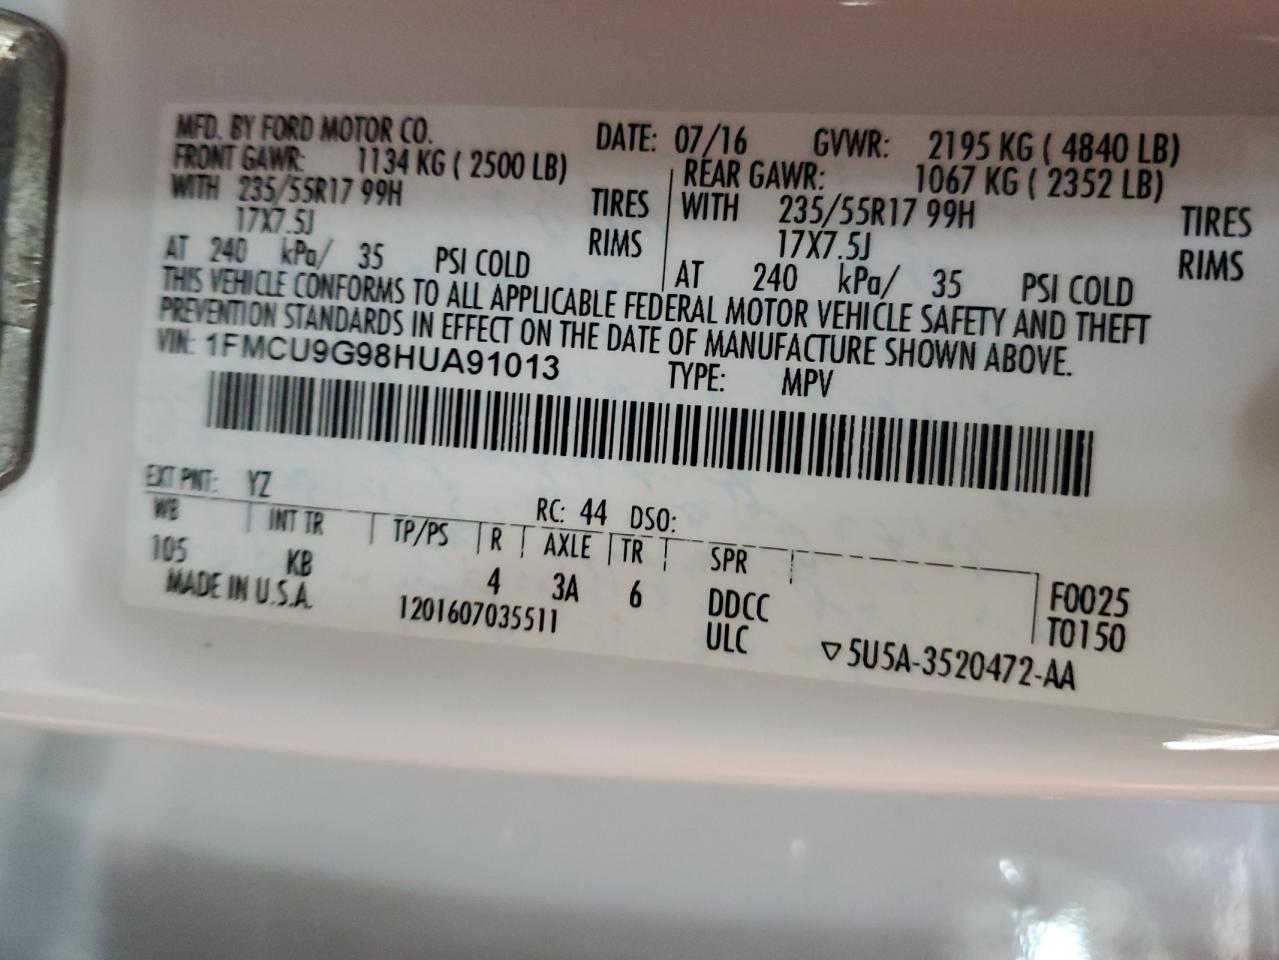 MFD. BY FORD MOTOR CO. DATE: 07/16 GVWR: 2195 KG ( 4840 LB)
FRONT GAWR: 1134 KG ( 2500 LB) REAR GAWR: 1067 KG ( 2352 LB)
WITH 235/55R17 99H TIRES WITH 235/55R17 99H TIRES
17X7.5J RIMS 17X7.5J RIMS
AT 240 kPa/ 35 PSI COLD AT 240 kPa/ 35 PSI COLD
THIS VEHICLE CONFORMS TO ALL APPLICABLE FEDERAL MOTOR VEHICLE SAFETY AND THEFT
PREVENTION STANDARDS IN EFFECT ON THE DATE OF MANUFACTURE SHOWN ABOVE.
VIN: 1FMCU9G98HUA91013 TYPE: MPV
EXT PNT: YZ RC: 44 DSO:
WB INT TR TP/PS R AXLE TR SPR
105 KB 4 3A 6 DDCC F0025
MADE IN U.S.A. 1201607035511 ULC T0150
▽5U5A-3520472-AA